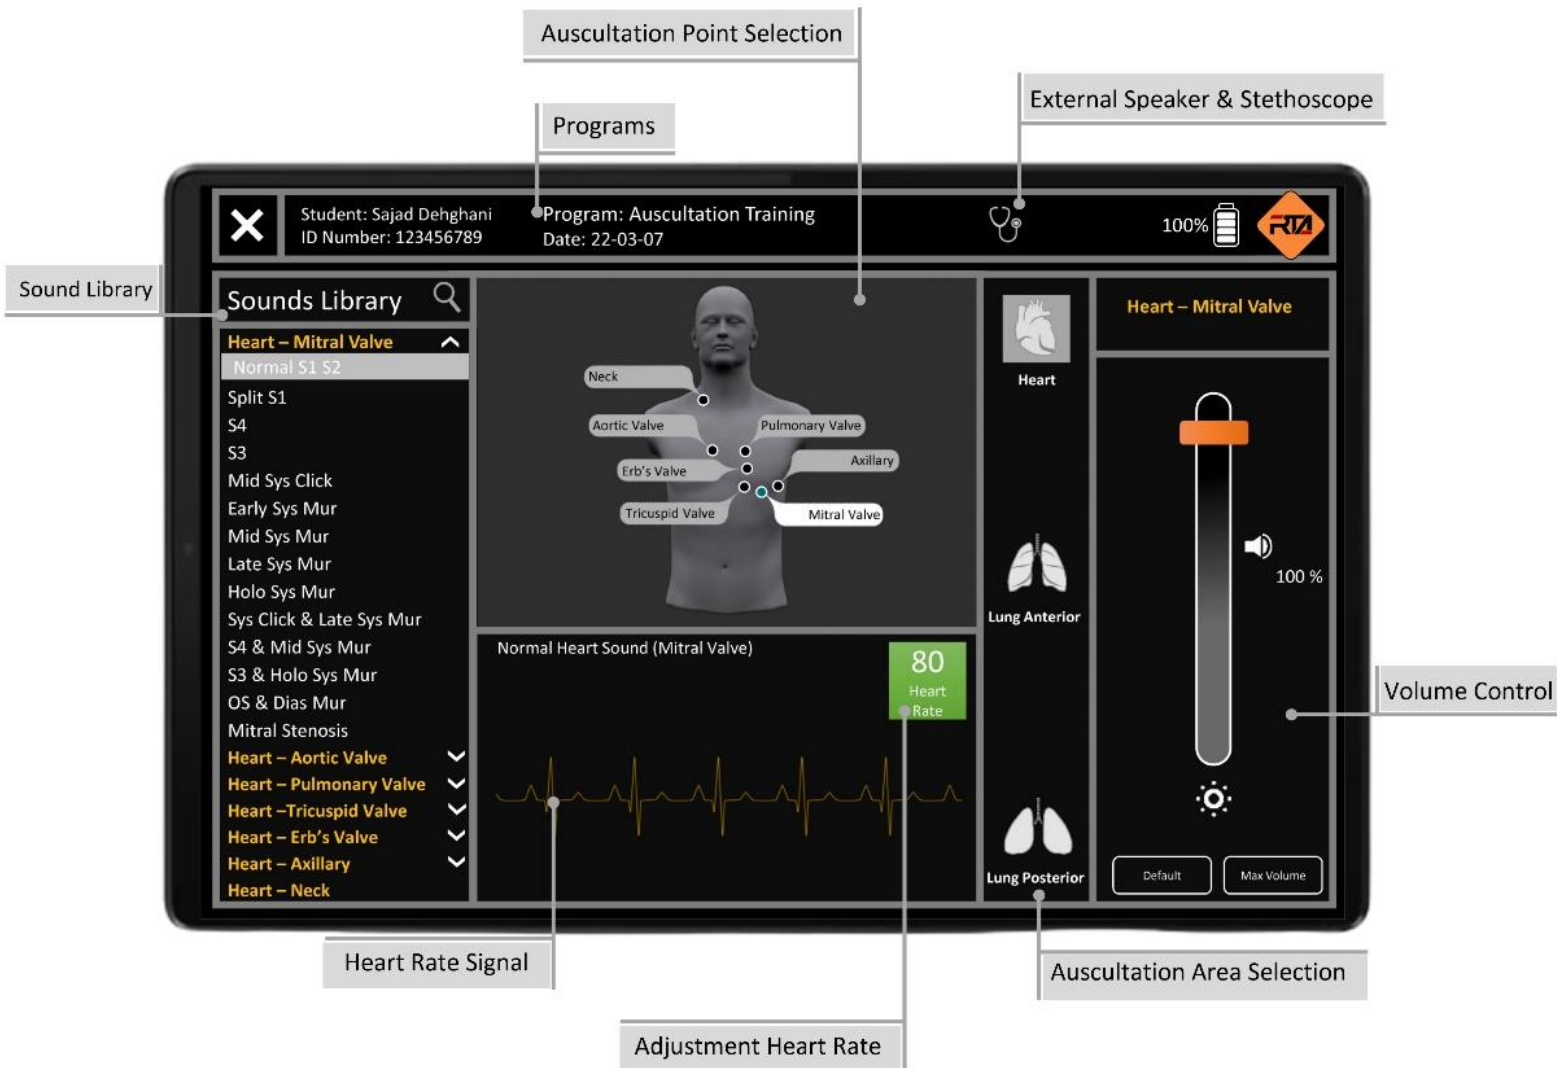 Auscultation Point Selection
External Speaker & Stethoscope
Programs
Student: Sajad Dehghani
ID Number: 123456789
Program: Auscultation Training
Date: 22-03-07
100%
RTA
Sound Library
Sounds Library
Heart – Mitral Valve
Normal S1 S2
Split S1
S4
S3
Mid Sys Click
Early Sys Mur
Mid Sys Mur
Late Sys Mur
Holo Sys Mur
Sys Click & Late Sys Mur
S4 & Mid Sys Mur
S3 & Holo Sys Mur
OS & Dias Mur
Mitral Stenosis
Heart – Aortic Valve
Heart – Pulmonary Valve
Heart –Tricuspid Valve
Heart – Erb's Valve
Heart – Axillary
Heart – Neck
Neck
Aortic Valve
Pulmonary Valve
Erb's Valve
Axillary
Tricuspid Valve
Mitral Valve
Normal Heart Sound (Mitral Valve)
80
Heart
Rate
Heart
Lung Anterior
Lung Posterior
Heart – Mitral Valve
100 %
Default
Max Volume
Volume Control
Heart Rate Signal
Auscultation Area Selection
Adjustment Heart Rate